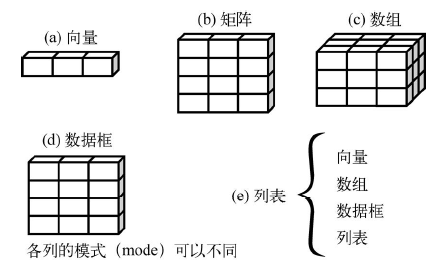 (a) 向量
(b) 矩阵
(c) 数组
(d) 数据框
各列的模式（mode）可以不同
(e) 列表
向量
数组
数据框
列表